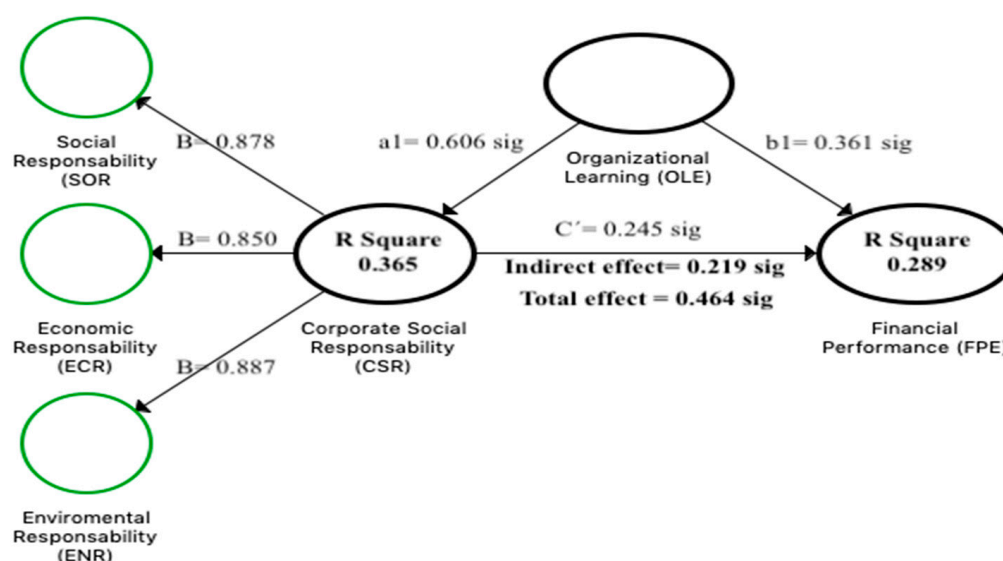 B= 0.878
Social
Responsability
(SOR
a1= 0.606 sig
Organizational
Learning (OLE)
b1= 0.361 sig
B= 0.850
R Square
0.365
C´= 0.245 sig
Indirect effect= 0.219 sig
Total effect = 0.464 sig
R Square
0.289
Economic
Responsability
(ECR)
Corporate Social
Responsability
(CSR)
Financial
Performance (FPE)
B= 0.887
Enviromental
Responsability
(ENR)